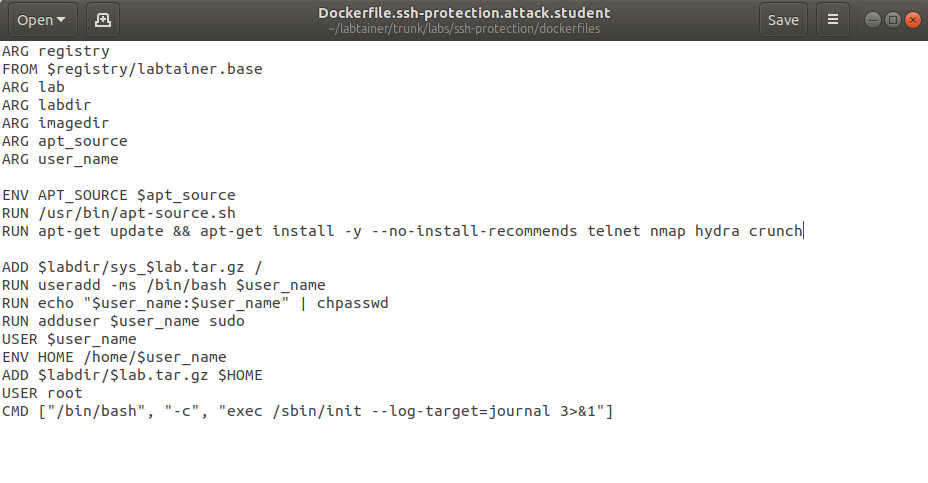 Open
Dockerfile.ssh-protection.attack.student
~/labtainer/trunk/labs/ssh-protection/dockerfiles
Save
ARG registry
FROM $registry/labtainer.base
ARG lab
ARG labdir
ARG imagedir
ARG apt_source
ARG user_name

ENV APT_SOURCE $apt_source
RUN /usr/bin/apt-source.sh
RUN apt-get update && apt-get install -y --no-install-recommends telnet nmap hydra crunch

ADD $labdir/sys_$lab.tar.gz /
RUN useradd -ms /bin/bash $user_name
RUN echo "$user_name:$user_name" | chpasswd
RUN adduser $user_name sudo
USER $user_name
ENV HOME /home/$user_name
ADD $labdir/$lab.tar.gz $HOME
USER root
CMD ["/bin/bash", "-c", "exec /sbin/init --log-target=journal 3>&1"]